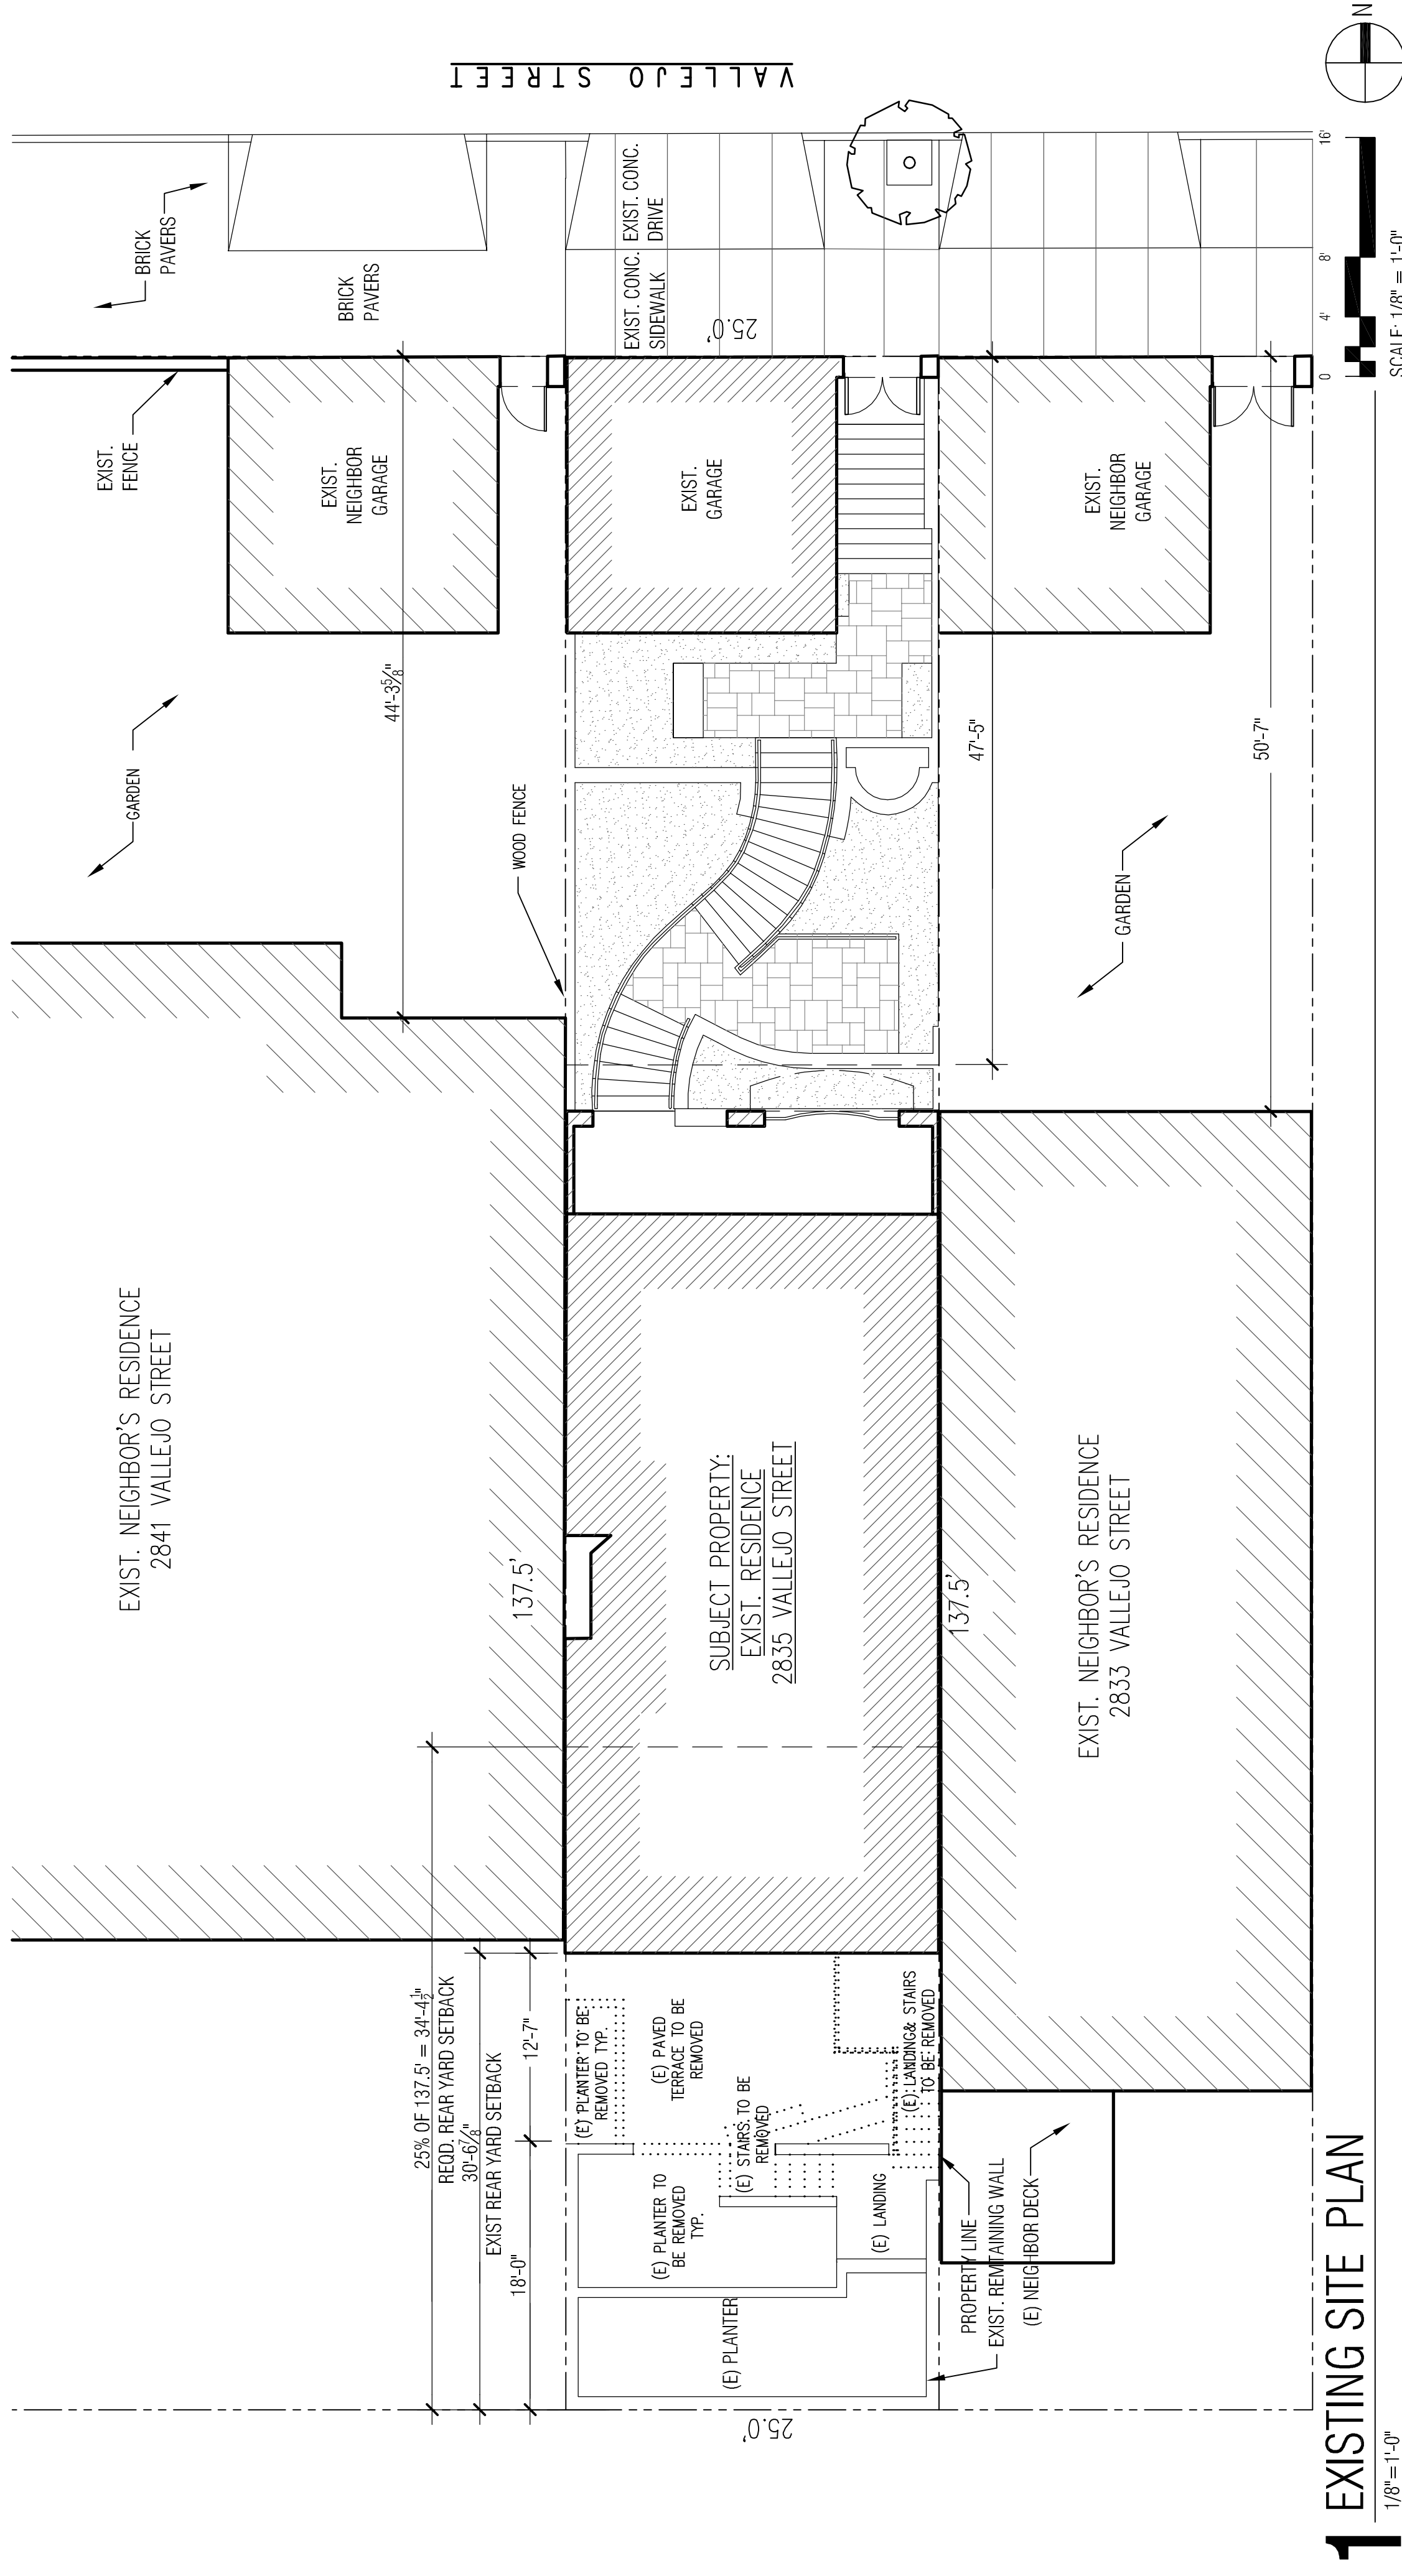 VALLEJO STREET
N
BRICK
PAVERS
BRICK
PAVERS
EXIST. CONC.
DRIVE
EXIST. CONC.
SIDEWALK
25.0'
16'
8'
4'
0
SCALE: 1/8" = 1'-0"
EXIST.
FENCE
EXIST.
NEIGHBOR
GARAGE
EXIST.
GARAGE
EXIST.
NEIGHBOR
GARAGE
44'-3⅝"
47'-5"
50'-7"
GARDEN
WOOD FENCE
GARDEN
EXIST. NEIGHBOR'S RESIDENCE
2841 VALLEJO STREET
137.5'
SUBJECT PROPERTY:
EXIST. RESIDENCE
2835 VALLEJO STREET
137.5'
EXIST. NEIGHBOR'S RESIDENCE
2833 VALLEJO STREET
25% OF 137.5' = 34'-4½"
REQD. REAR YARD SETBACK
30'-6⅞"
EXIST REAR YARD SETBACK
12'-7"
18'-0"
(E) PLANTER TO BE
REMOVED TYP.
(E) PAVED
TERRACE TO BE
REMOVED
(E) STAIRS TO BE
REMOVED
(E) LANDING& STAIRS
TO BE REMOVED
(E) PLANTER TO
BE REMOVED
TYP.
(E) LANDING
(E) PLANTER
PROPERTY LINE
EXIST. REMTAINING WALL
(E) NEIGHBOR DECK
25.0'
1 EXISTING SITE PLAN
1/8"=1'-0"